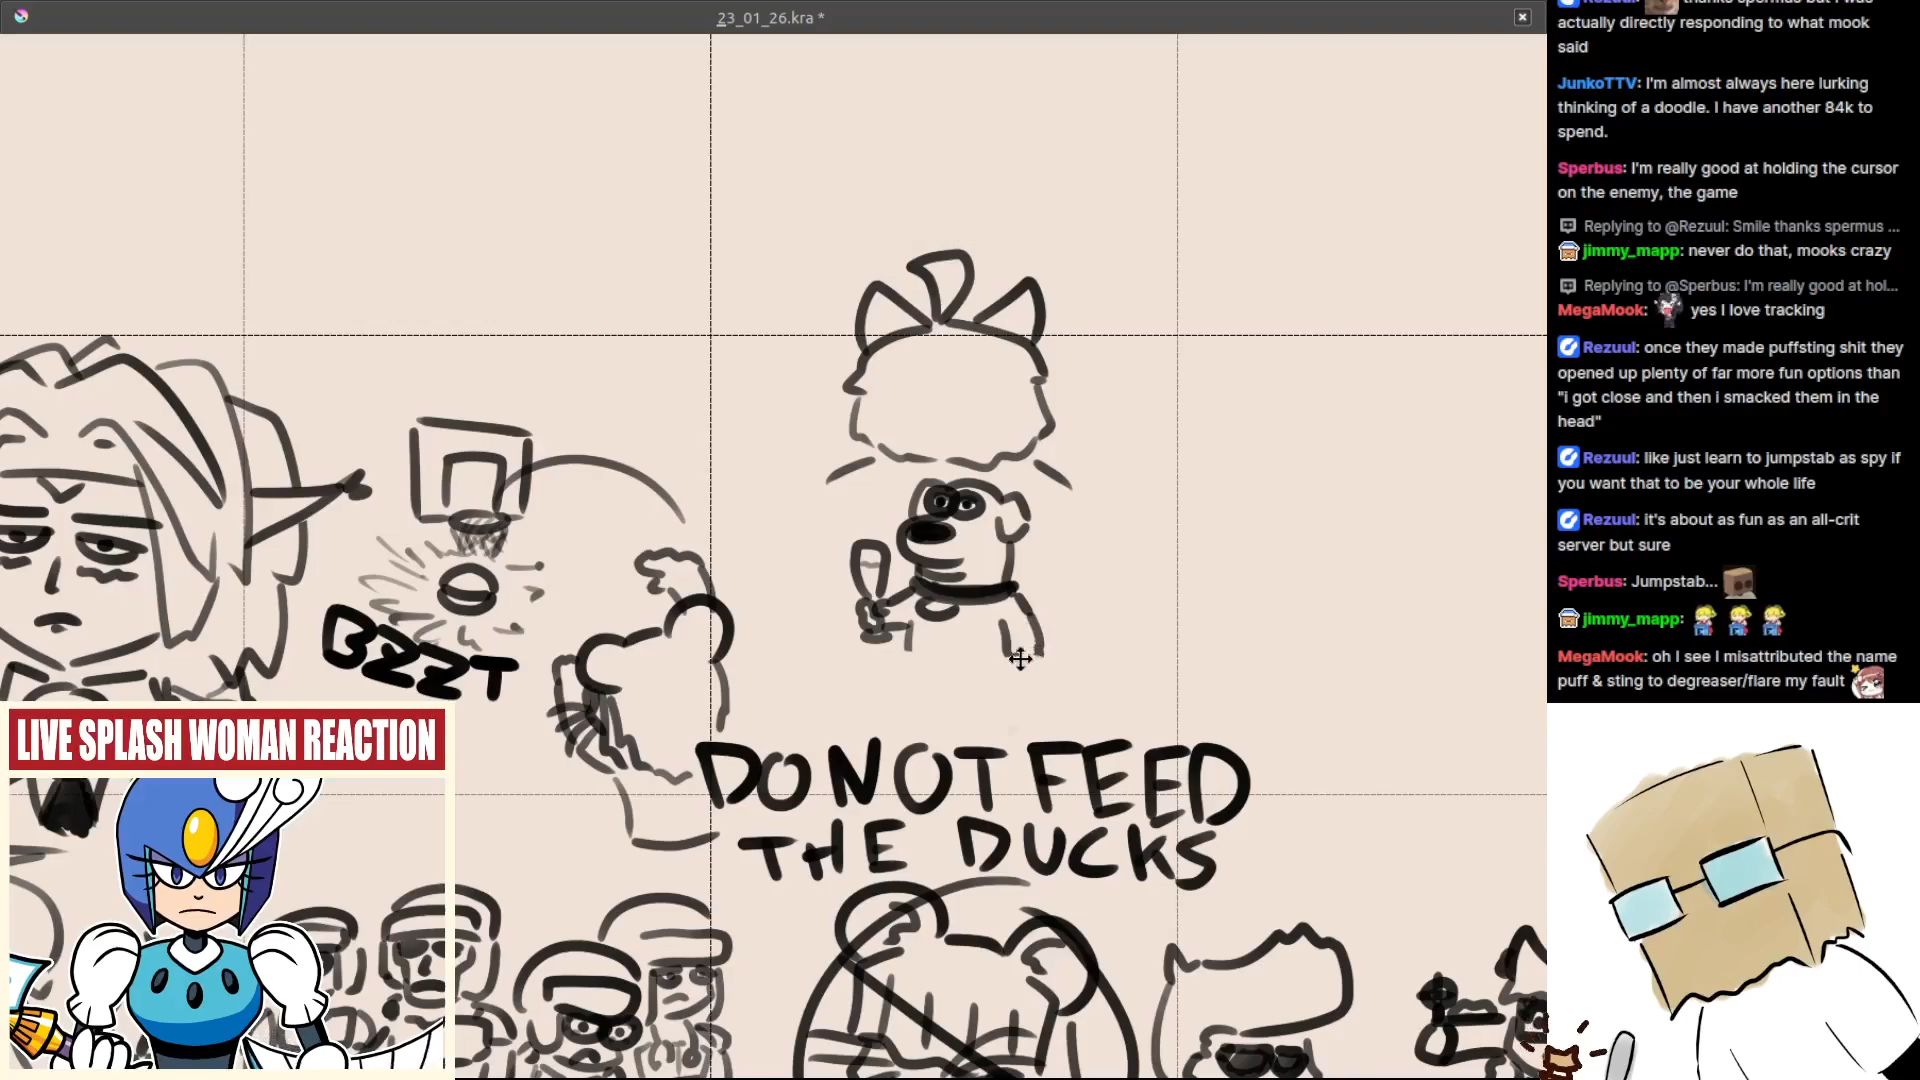 23_01_26.kra *
Rezuul: thanks spermus but I was
actually directly responding to what mook
said
JunkoTTV: I'm almost always here lurking
thinking of a doodle. I have another 84k to
spend.
Sperbus: I'm really good at holding the cursor
on the enemy, the game
Replying to @Rezuul: Smile thanks spermus ...
jimmy_mapp: never do that, mooks crazy
Replying to @Sperbus: I'm really good at hol...
MegaMook: yes I love tracking
Rezuul: once they made puffsting shit they
opened up plenty of far more fun options than
"i got close and then i smacked them in the
head"
Rezuul: like just learn to jumpstab as spy if
you want that to be your whole life
Rezuul: it's about as fun as an all-crit
server but sure
Sperbus: Jumpstab...
jimmy_mapp:
MegaMook: oh I see I misattributed the name
puff & sting to degreaser/flare my fault
BZZT
DO NOT FEED
THE DUCKS
LIVE SPLASH WOMAN REACTION